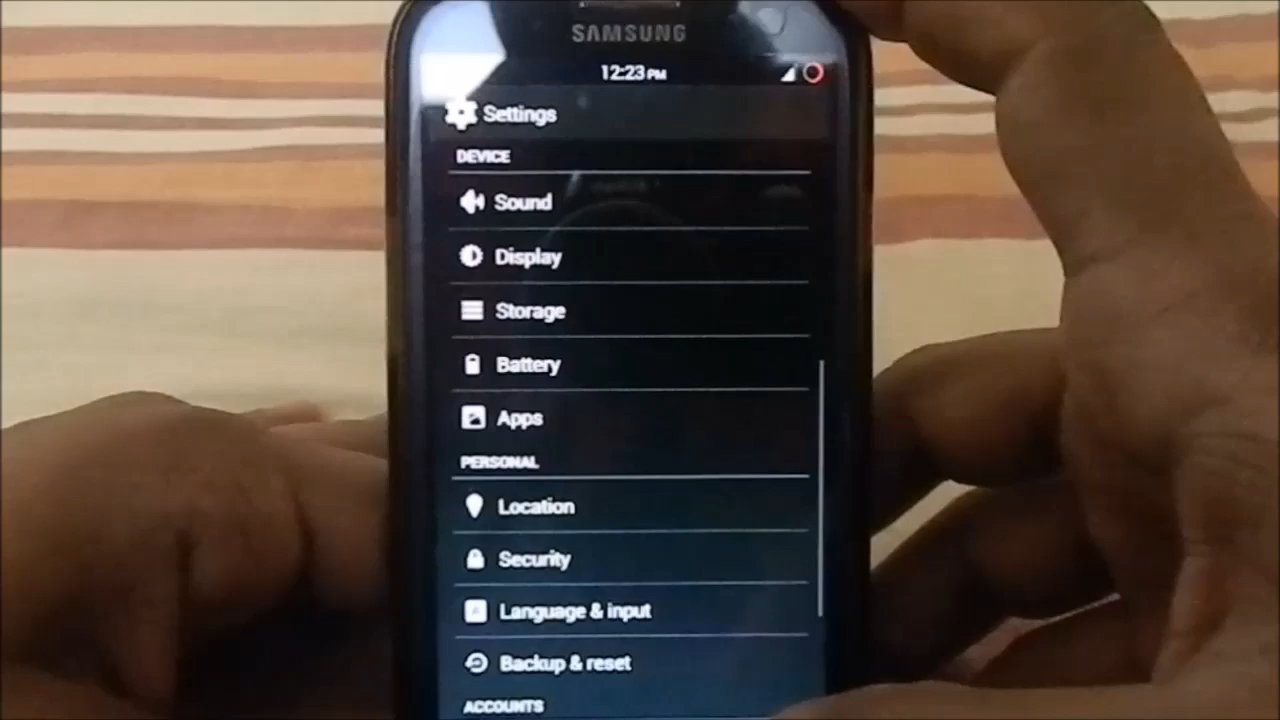 SAMSUNG
12:23 PM
Settings
DEVICE
Sound
Display
Storage
Battery
Apps
PERSONAL
Location
Security
Language & input
Backup & reset
ACCOUNTS